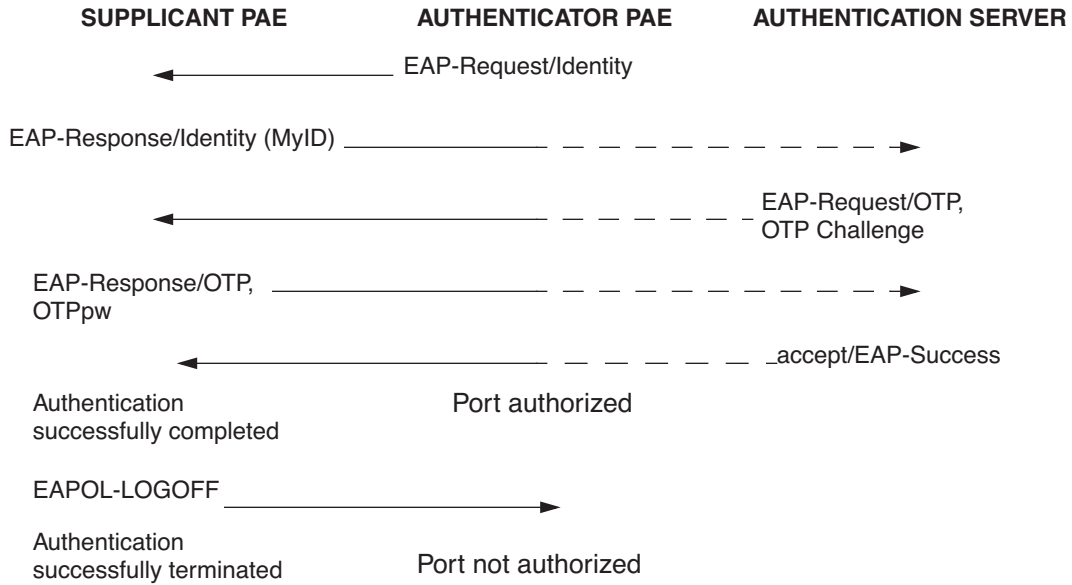 SUPPLICANT PAE AUTHENTICATOR PAE AUTHENTICATION SERVER
EAP-Request/Identity
EAP-Response/Identity (MyID)
EAP-Request/OTP,
OTP Challenge
EAP-Response/OTP,
OTPpw
accept/EAP-Success
Authentication
successfully completed
Port authorized
EAPOL-LOGOFF
Authentication
successfully terminated
Port not authorized